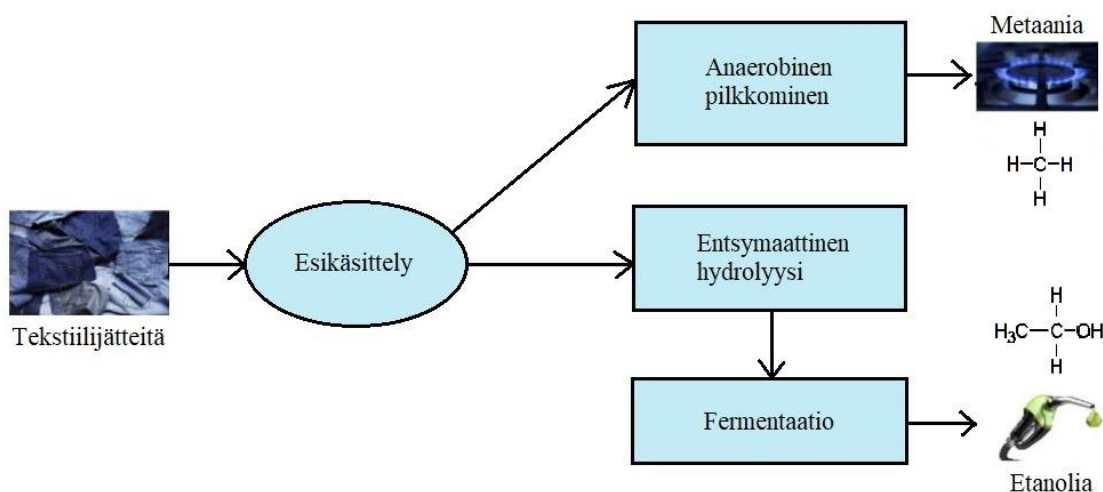 Metaania
Anaerobinen
pilkkominen
H
H-C-H
H
Esikäsittely
Tekstiilijätteitä
Entsymaattinen
hydrolyysi
H
H₃C-C-OH
H
Fermentaatio
Etanolia